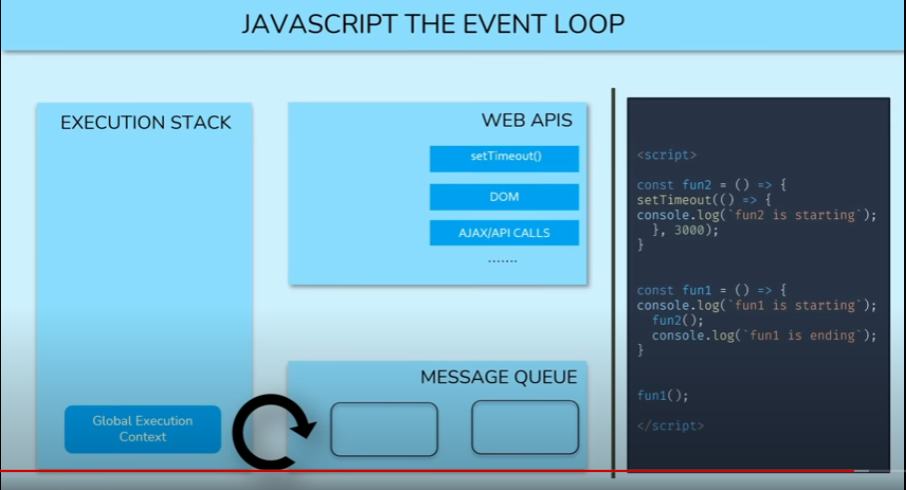 JAVASCRIPT THE EVENT LOOP
EXECUTION STACK
Global Execution
Context
WEB APIS
setTimeout()
DOM
AJAX/API CALLS
.......
MESSAGE QUEUE
<script>
const fun2 = () => {
setTimeout(() => {
console.log(`fun2 is starting`);
}, 3000);
}
const fun1 = () => {
console.log(`fun1 is starting`);
fun2();
console.log(`fun1 is ending`);
}
fun1();
</script>